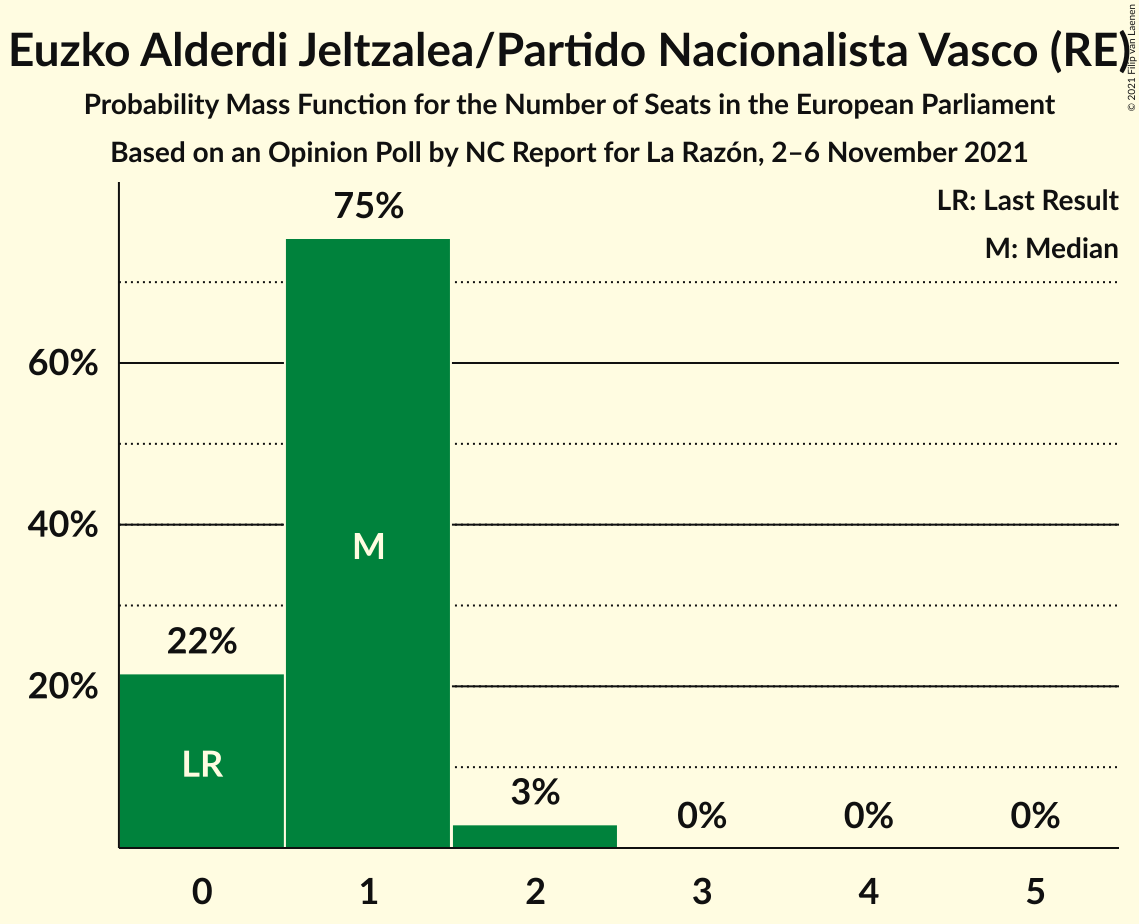 Euzko Alderdi Jeltzalea/Partido Nacionalista Vasco (RE)
© 2021 Filip van Laenen
Probability Mass Function for the Number of Seats in the European Parliament
Based on an Opinion Poll by NC Report for La Razón, 2–6 November 2021
LR: Last Result
M: Median
75%
60%
40%
M
22%
20%
LR
3%
0%
0%
0%
0 1 2 3 4 5